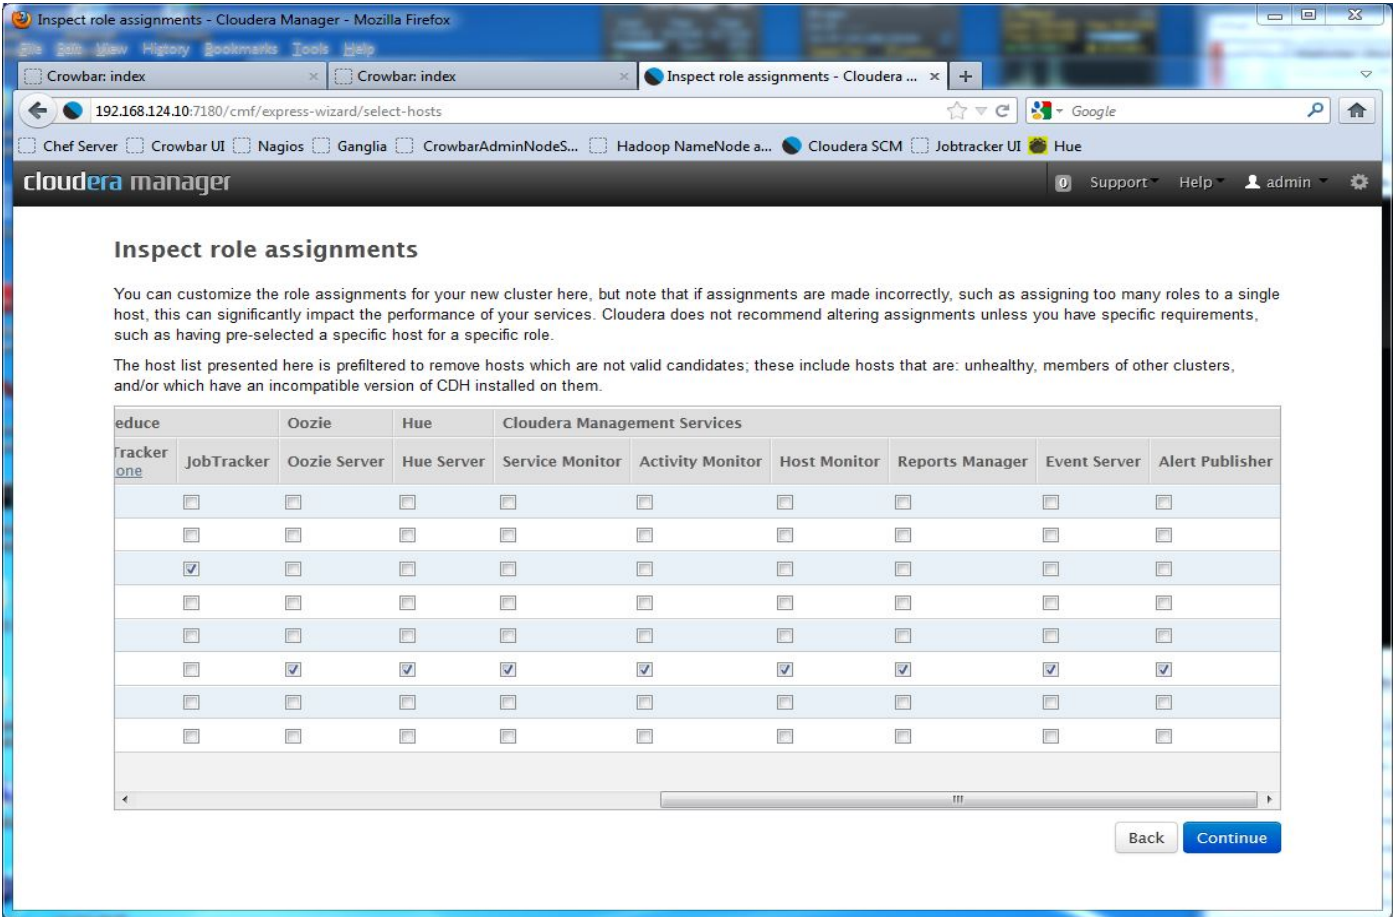 Inspect role assignments - Cloudera Manager - Mozilla Firefox
File Edit View History Bookmarks Tools Help
Crowbar: index
Crowbar: index
Inspect role assignments - Cloudera ...
192.168.124.10:7180/cmf/express-wizard/select-hosts
Google
Chef Server Crowbar UI Nagios Ganglia CrowbarAdminNodeS... Hadoop NameNode a... Cloudera SCM Jobtracker UI Hue
cloudera manager
0 Support Help admin
Inspect role assignments
You can customize the role assignments for your new cluster here, but note that if assignments are made incorrectly, such as assigning too many roles to a single
host, this can significantly impact the performance of your services. Cloudera does not recommend altering assignments unless you have specific requirements,
such as having pre-selected a specific host for a specific role.
The host list presented here is prefiltered to remove hosts which are not valid candidates; these include hosts that are: unhealthy, members of other clusters,
and/or which have an incompatible version of CDH installed on them.
educe Oozie Hue Cloudera Management Services
Tracker JobTracker Oozie Server Hue Server Service Monitor Activity Monitor Host Monitor Reports Manager Event Server Alert Publisher
one
Back Continue